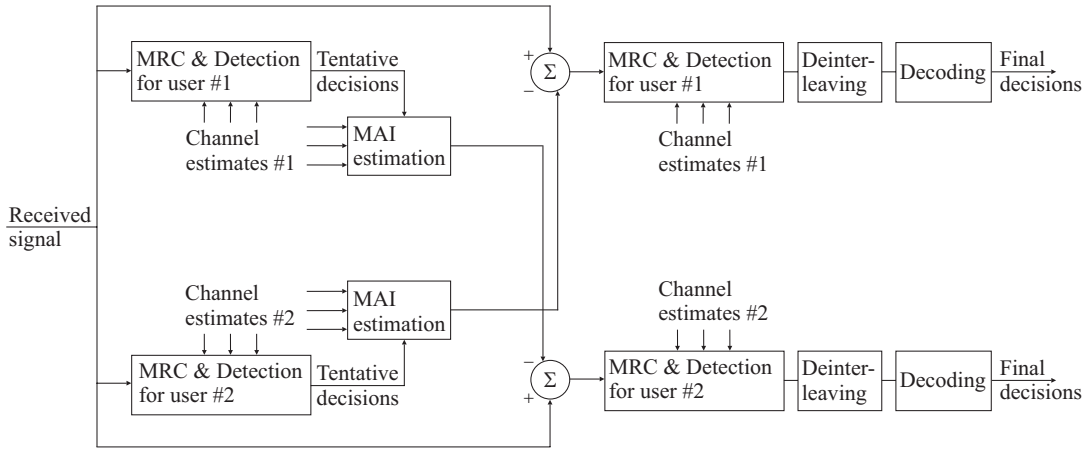 MRC & Detection
for user #1
Tentative
decisions
Channel
estimates #1
MAI
estimation
+
−
Σ
MRC & Detection
for user #1
Channel
estimates #1
Deinter-
leaving
Decoding
Final
decisions
Received
signal
Channel
estimates #2
MAI
estimation
MRC & Detection
for user #2
Tentative
decisions
−
+
Σ
Channel
estimates #2
MRC & Detection
for user #2
Deinter-
leaving
Decoding
Final
decisions